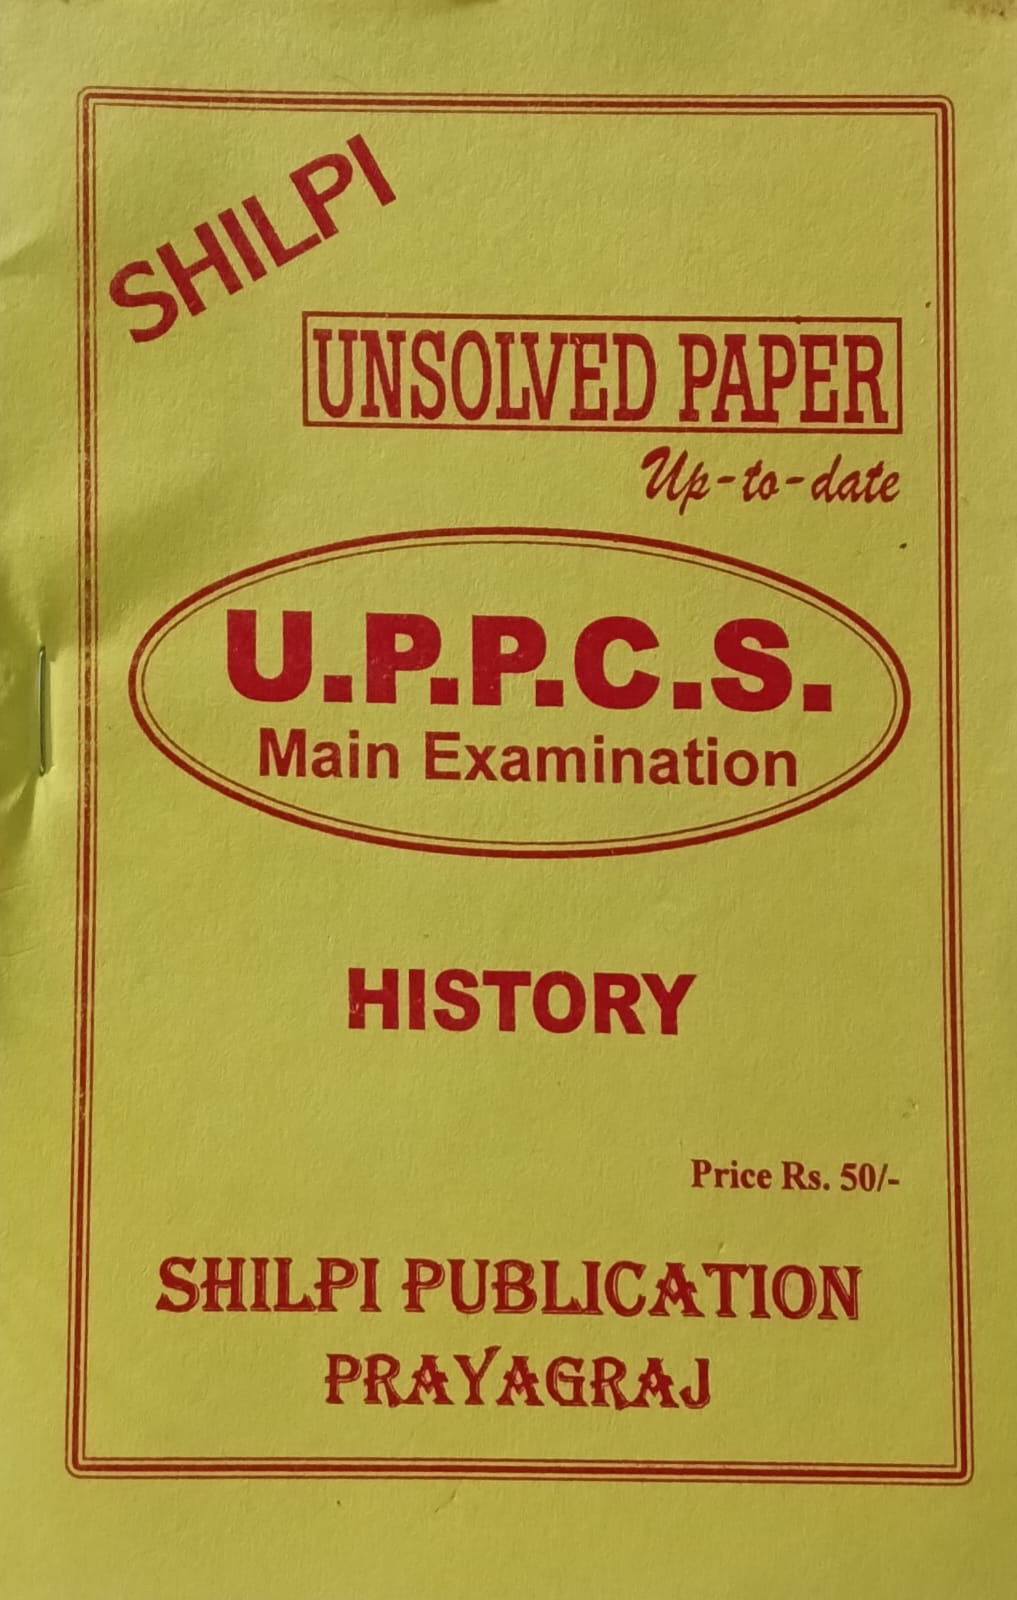 SHILPI
UNSOLVED PAPER
Up-to-date
U.P.P.C.S.
Main Examination
HISTORY
Price Rs. 50/-
SHILPI PUBLICATION
PRAYAGRAJ